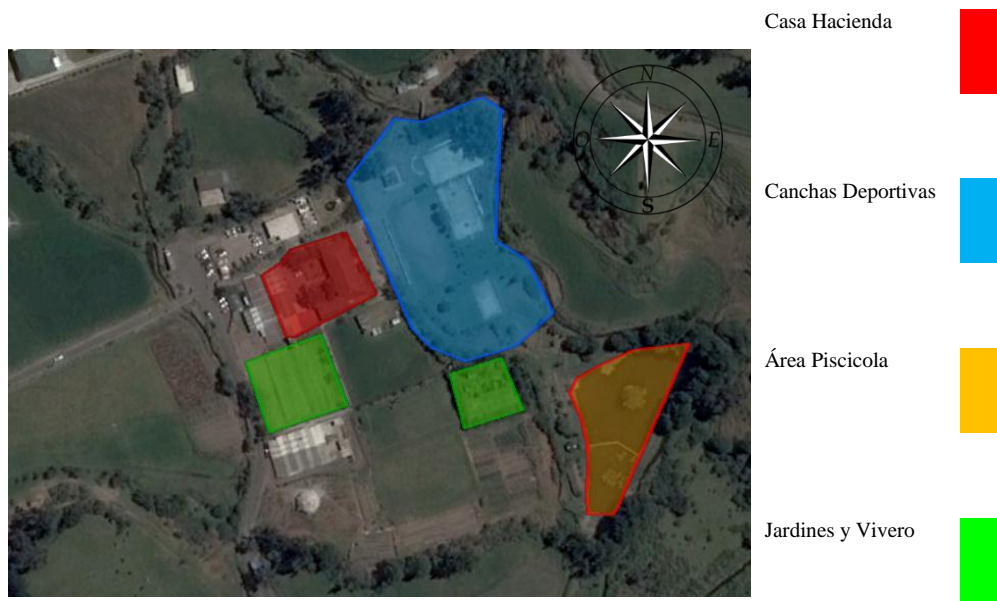 Casa Hacienda
N
O
E
S
Canchas Deportivas
Área Piscicola
Jardines y Vivero